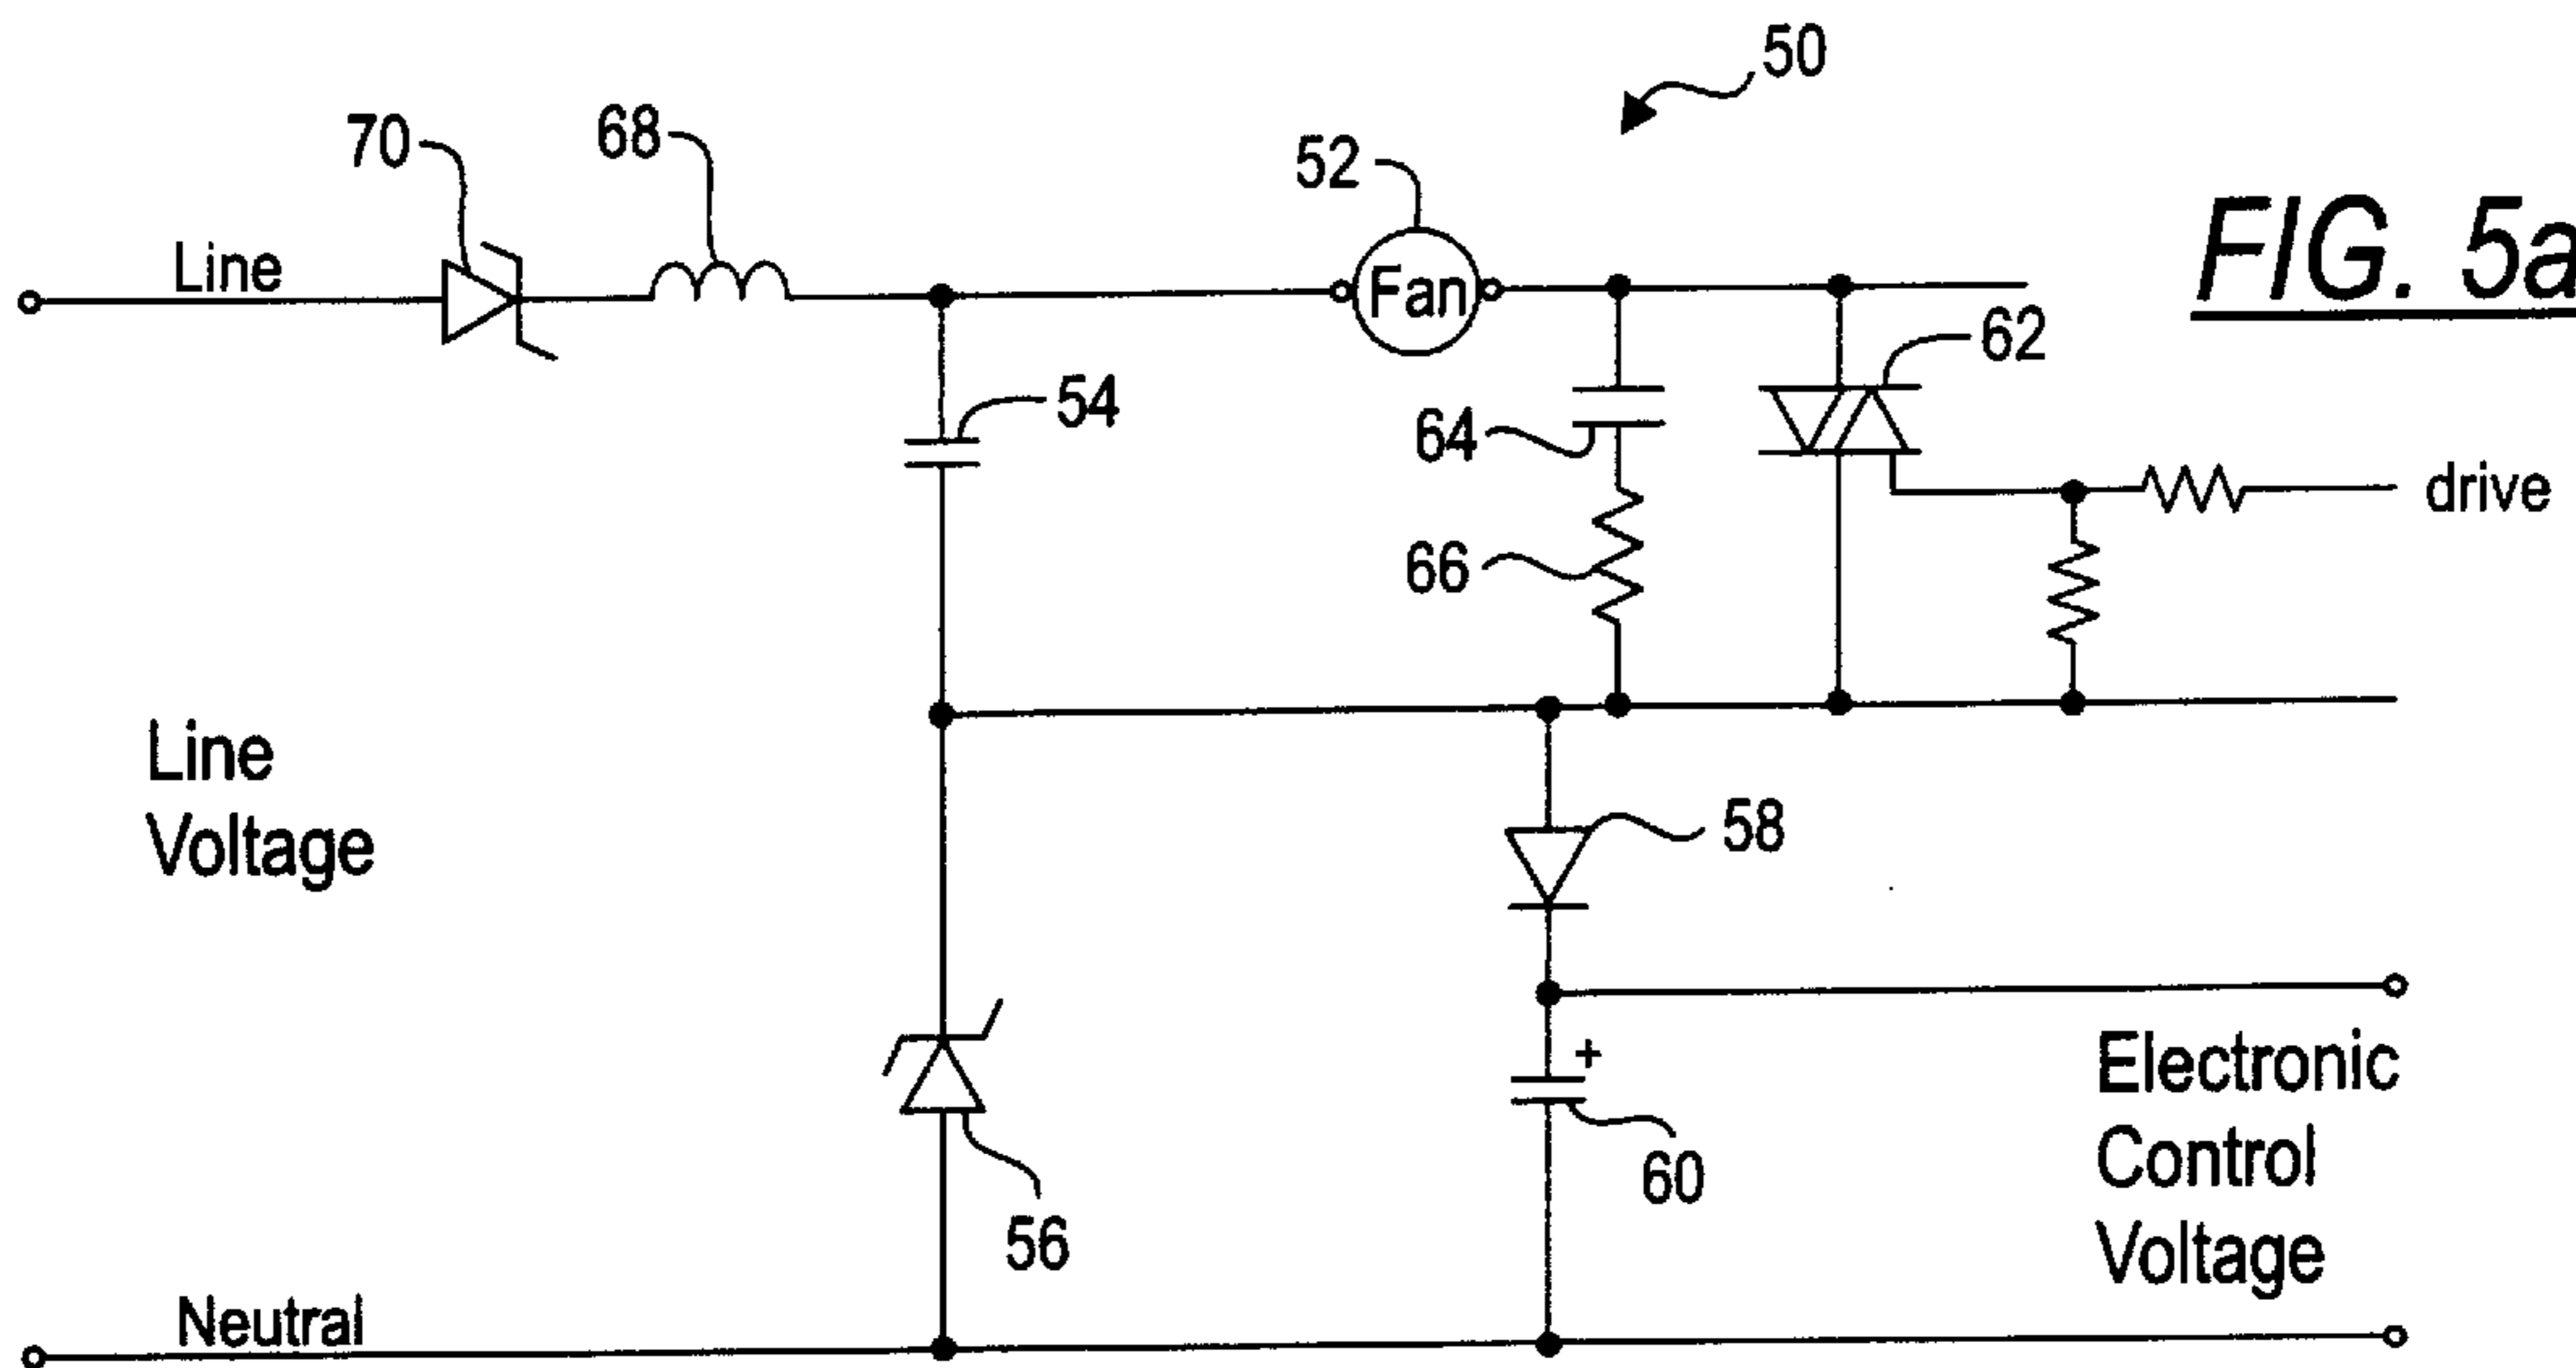 50
70
68
52
FIG. 5a
Line
Fan
62
54
64
drive
66
Line
Voltage
58
+
Electronic
Control
Voltage
60
56
Neutral